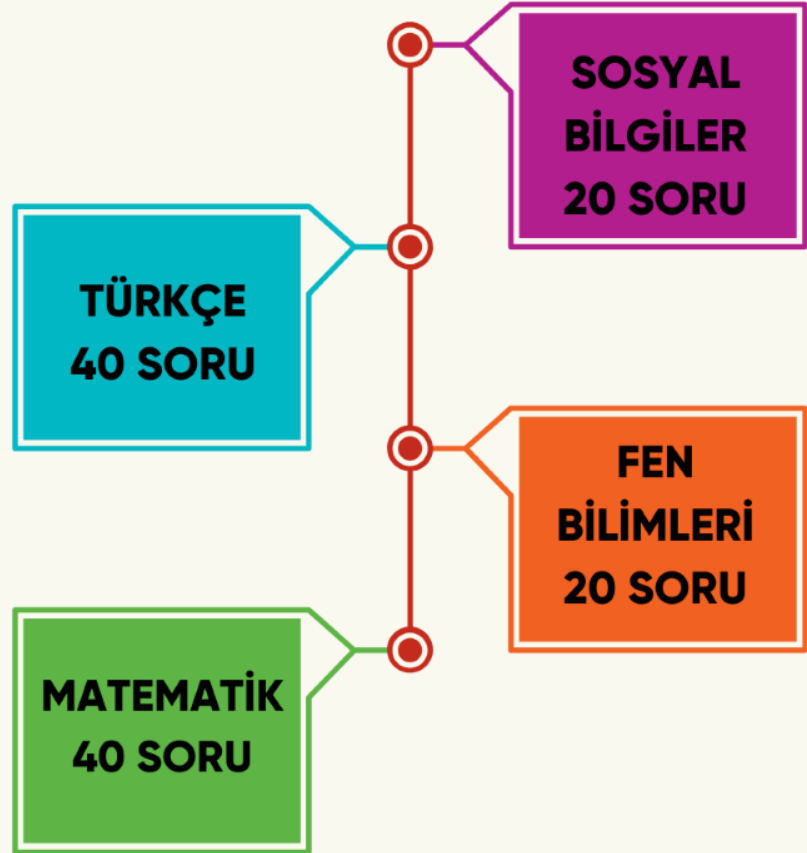 SOSYAL
BİLGİLER
20 SORU
TÜRKÇE
40 SORU
FEN
BİLİMLERİ
20 SORU
MATEMATİK
40 SORU